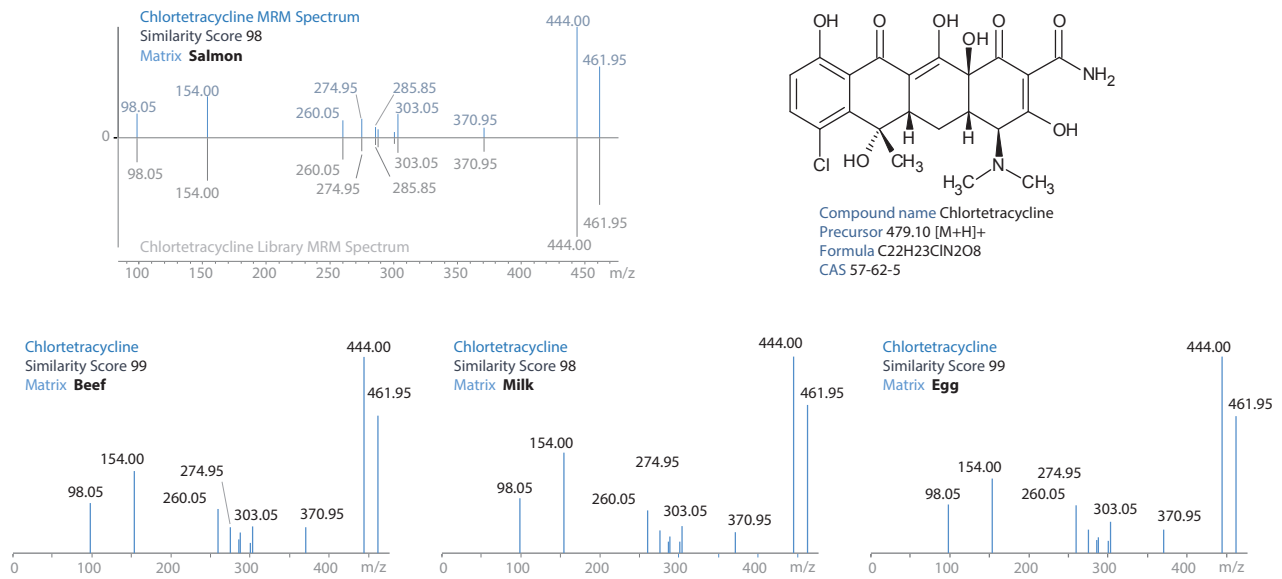 Chlortetracycline MRM Spectrum
Similarity Score 98
Matrix Salmon
444.00
461.95
154.00
98.05
274.95
285.85
260.05
303.05
370.95
0
98.05
154.00
260.05
274.95
285.85
303.05
370.95
461.95
444.00
Chlortetracycline Library MRM Spectrum
100 150 200 250 300 350 400 450 m/z
OH O OH OH O O
NH2
Cl HO CH3 H H OH
N
H3C CH3
Compound name Chlortetracycline
Precursor 479.10 [M+H]+
Formula C22H23ClN2O8
CAS 57-62-5
Chlortetracycline
Similarity Score 99
Matrix Beef
444.00
461.95
154.00
274.95
98.05
260.05
303.05
370.95
0 100 200 300 400 m/z
Chlortetracycline
Similarity Score 98
Matrix Milk
444.00
461.95
154.00
274.95
98.05
260.05
303.05
370.95
0 100 200 300 400 m/z
Chlortetracycline
Similarity Score 99
Matrix Egg
444.00
461.95
154.00
274.95
98.05
260.05
303.05
370.95
0 100 200 300 400 m/z